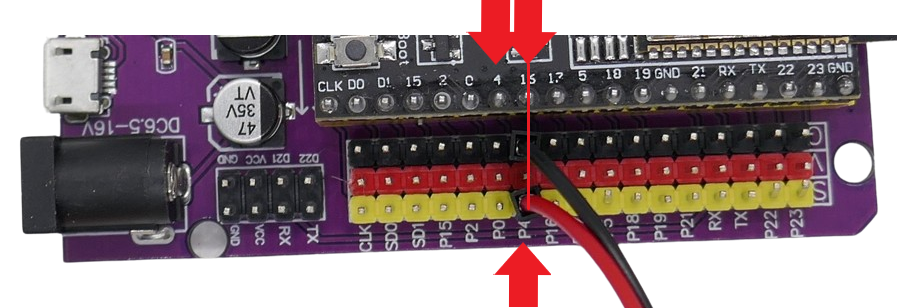 Boot
CLK D0 D1 15 2 0 4 16 17 5 18 19 GND 21 RX TX 22 23 GND
47
35V
VT
DC6.5-16V
GND VCC D21 D22
G
V
S
GND VCC RX TX
CLK SD0 SD1 P15 P2 P0 P4 P16 P18 P19 P21 RX TX P22 P23